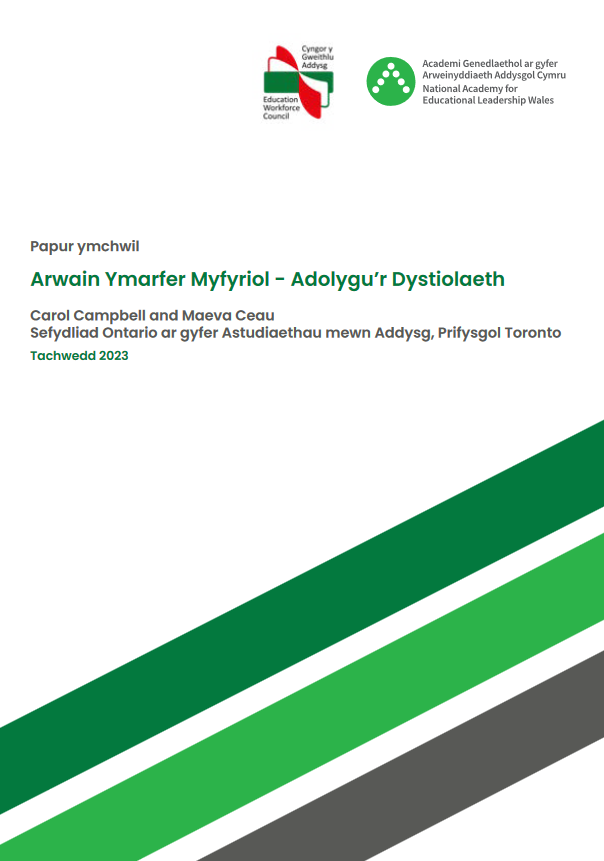 Cyngor y
Gweithlu
Addysg
Education
Workforce
Council
Academi Genedlaethol ar gyfer
Arweinyddiaeth Addysgol Cymru
National Academy for
Educational Leadership Wales
Papur ymchwil
Arwain Ymarfer Myfyriol - Adolygu'r Dystiolaeth
Carol Campbell and Maeva Ceau
Sefydliad Ontario ar gyfer Astudiaethau mewn Addysg, Prifysgol Toronto
Tachwedd 2023